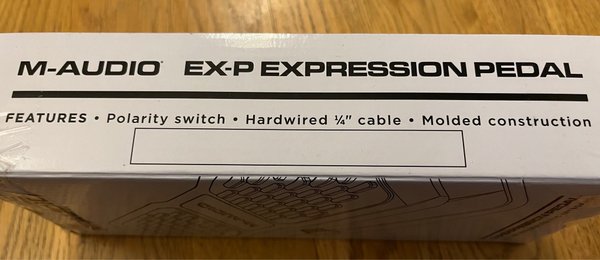 M-AUDIO® EX-P EXPRESSION PEDAL
FEATURES • Polarity switch • Hardwired ¼" cable • Molded construction